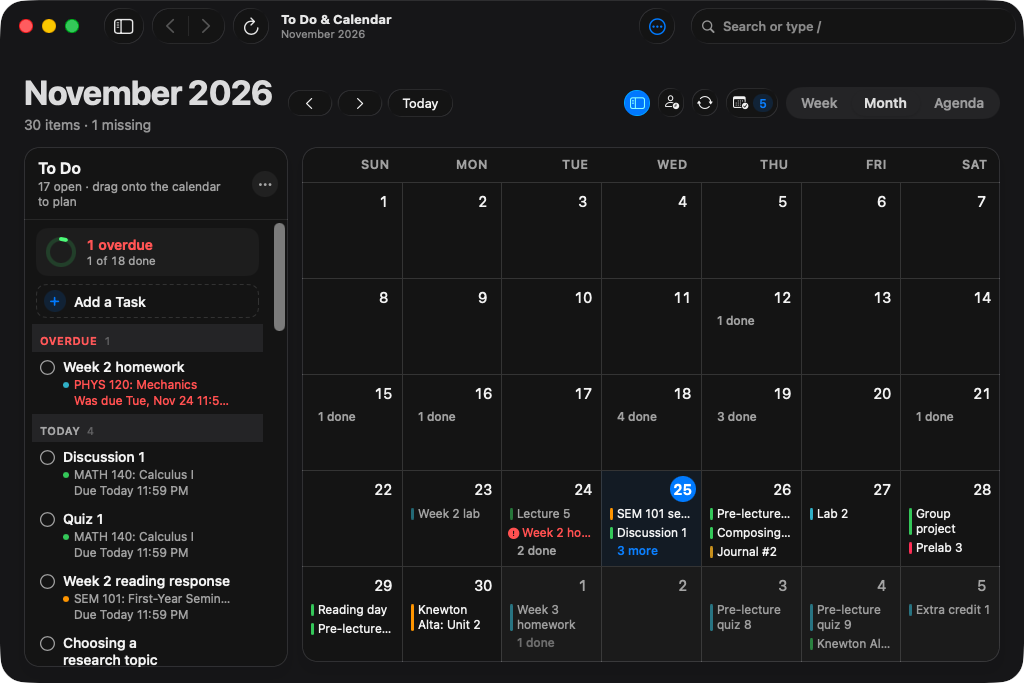 To Do & Calendar
November 2026
Search or type /
November 2026
30 items · 1 missing
Today
5
Week
Month
Agenda
To Do
17 open · drag onto the calendar
to plan
1 overdue
1 of 18 done
Add a Task
OVERDUE 1
Week 2 homework
PHYS 120: Mechanics
Was due Tue, Nov 24 11:5...
TODAY 4
Discussion 1
MATH 140: Calculus I
Due Today 11:59 PM
Quiz 1
MATH 140: Calculus I
Due Today 11:59 PM
Week 2 reading response
SEM 101: First-Year Semin...
Due Today 11:59 PM
Choosing a
research topic
SUN MON TUE WED THU FRI SAT
1 2 3 4 5 6 7
8 9 10 11 12 13 14
1 done
15 16 17 18 19 20 21
1 done
1 done
4 done
3 done
1 done
22 23 24 25 26 27 28
Week 2 lab
Lecture 5
Week 2 ho...
2 done
SEM 101 se...
Discussion 1
3 more
Pre-lecture...
Composing...
Journal #2
Lab 2
Group
project
Prelab 3
29 30 1 2 3 4 5
Reading day
Pre-lecture...
Knewton
Alta: Unit 2
Week 3
homework
1 done
Pre-lecture
quiz 8
Pre-lecture
quiz 9
Knewton Al...
Extra credit 1